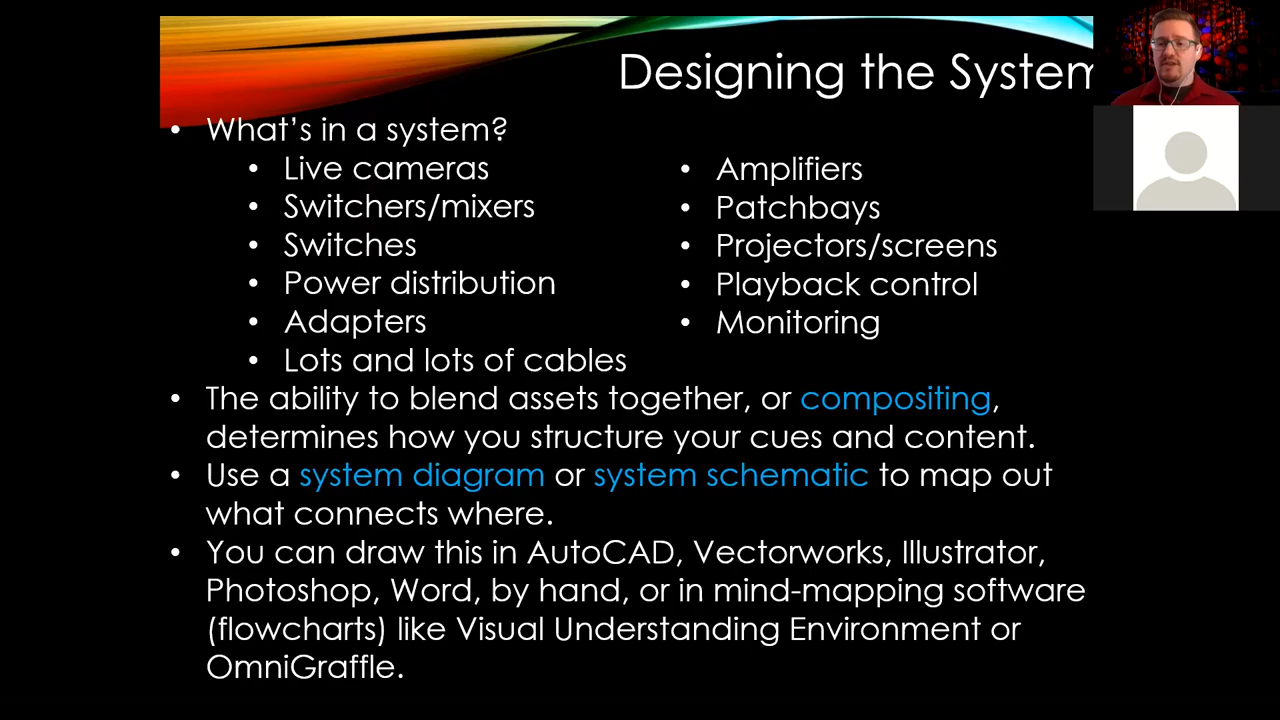 Designing the System
• What's in a system?
• Live cameras
• Switchers/mixers
• Switches
• Power distribution
• Adapters
• Lots and lots of cables
• Amplifiers
• Patchbays
• Projectors/screens
• Playback control
• Monitoring
• The ability to blend assets together, or compositing,
determines how you structure your cues and content.
• Use a system diagram or system schematic to map out
what connects where.
• You can draw this in AutoCAD, Vectorworks, Illustrator,
Photoshop, Word, by hand, or in mind-mapping software
(flowcharts) like Visual Understanding Environment or
OmniGraffle.